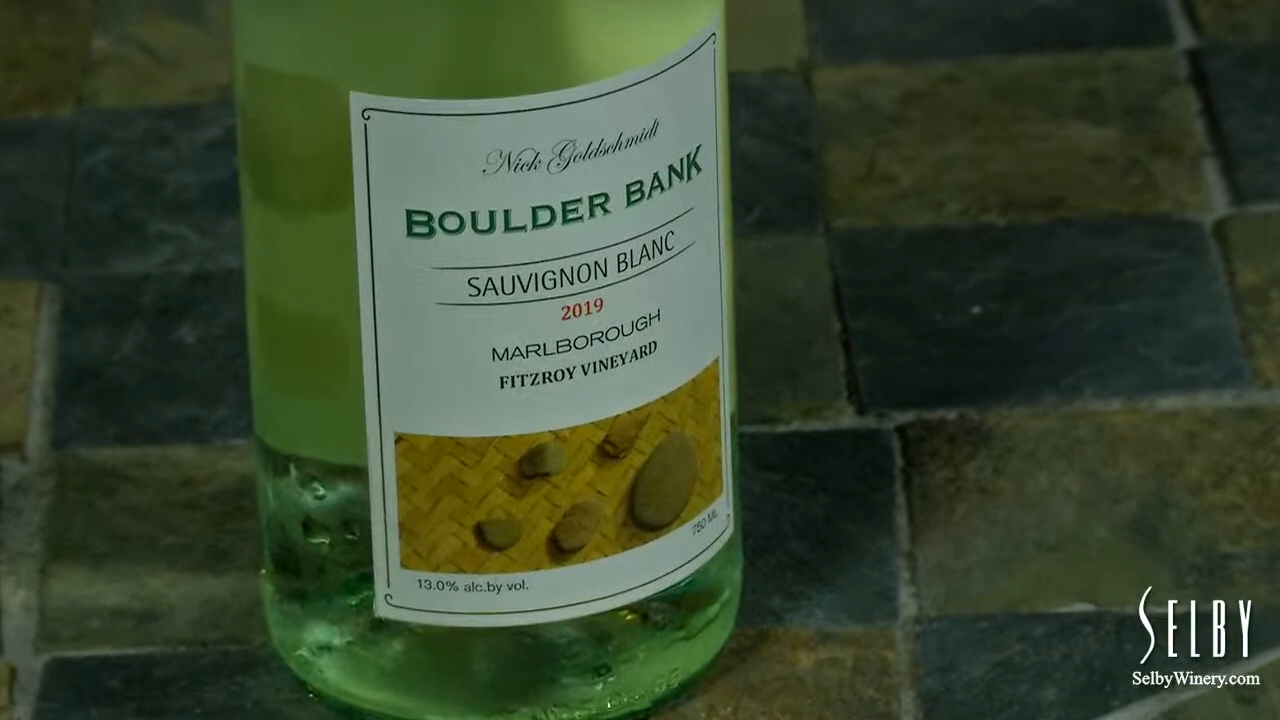 Nick Goldschmidt
BOULDER BANK
SAUVIGNON BLANC
2019
MARLBOROUGH
FITZROY VINEYARD
750 ML
13.0% alc.by vol.
SELBY
SelbyWinery.com